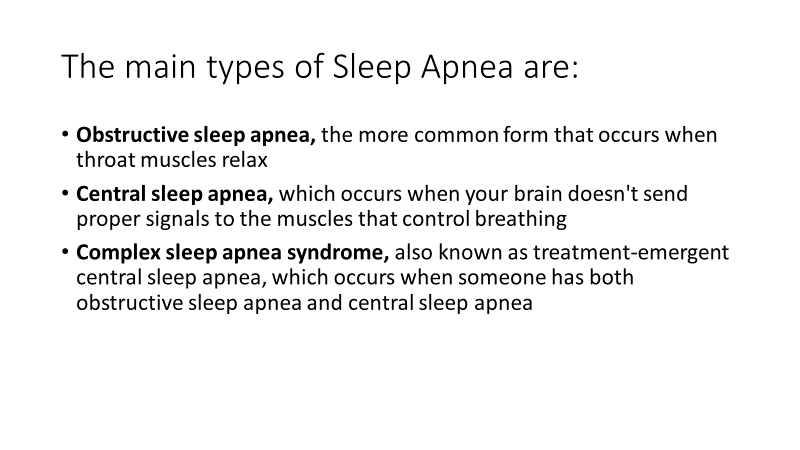 The main types of Sleep Apnea are:
• Obstructive sleep apnea, the more common form that occurs when
throat muscles relax
• Central sleep apnea, which occurs when your brain doesn't send
proper signals to the muscles that control breathing
• Complex sleep apnea syndrome, also known as treatment-emergent
central sleep apnea, which occurs when someone has both
obstructive sleep apnea and central sleep apnea